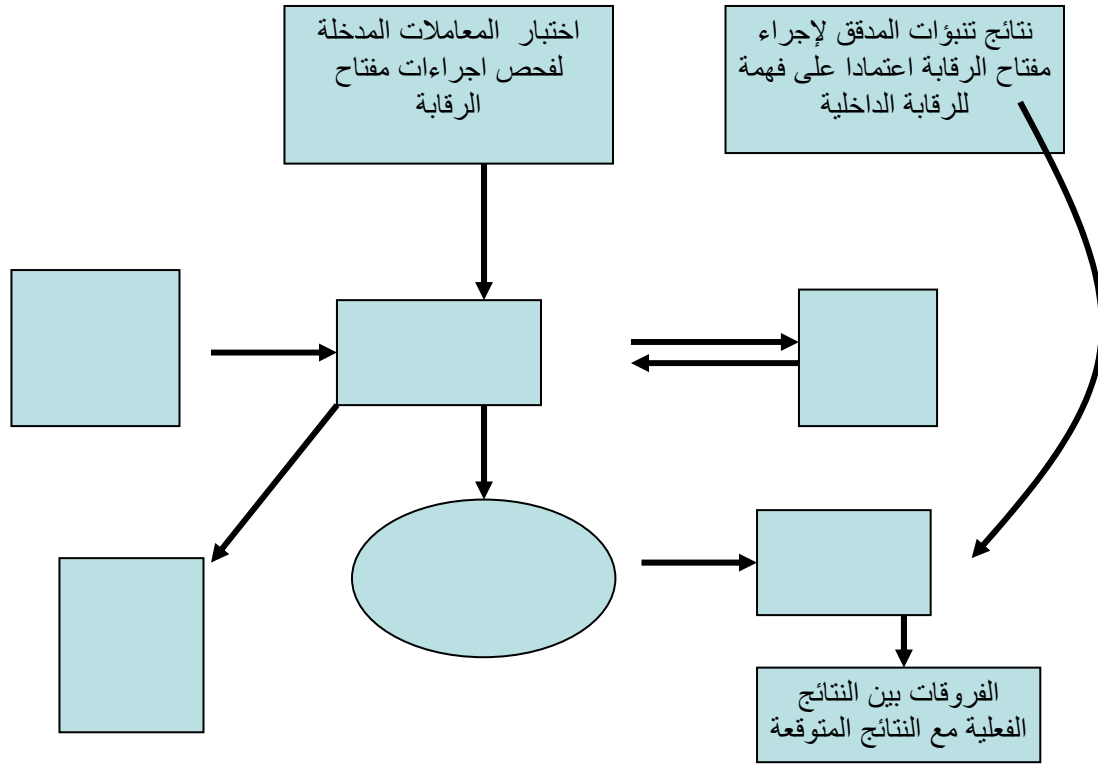 نتائج تنبؤات المدقق لإجراء
مفتاح الرقابة اعتمادا على فهمة
للرقابة الداخلية
اختبار المعاملات المدخلة
لفحص اجراءات مفتاح
الرقابة
الفروقات بين النتائج
الفعلية مع النتائج المتوقعة